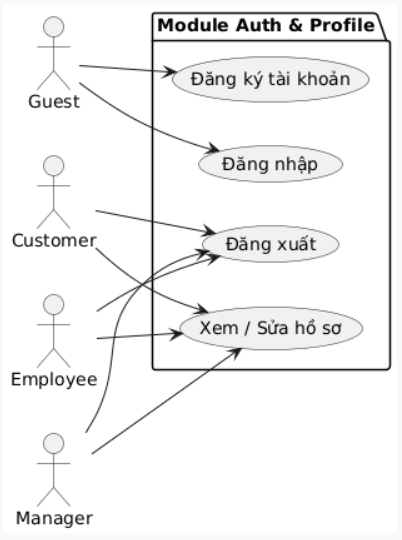 Module Auth & Profile
Guest
Đăng ký tài khoản
Đăng nhập
Customer
Đăng xuất
Employee
Xem / Sửa hồ sơ
Manager